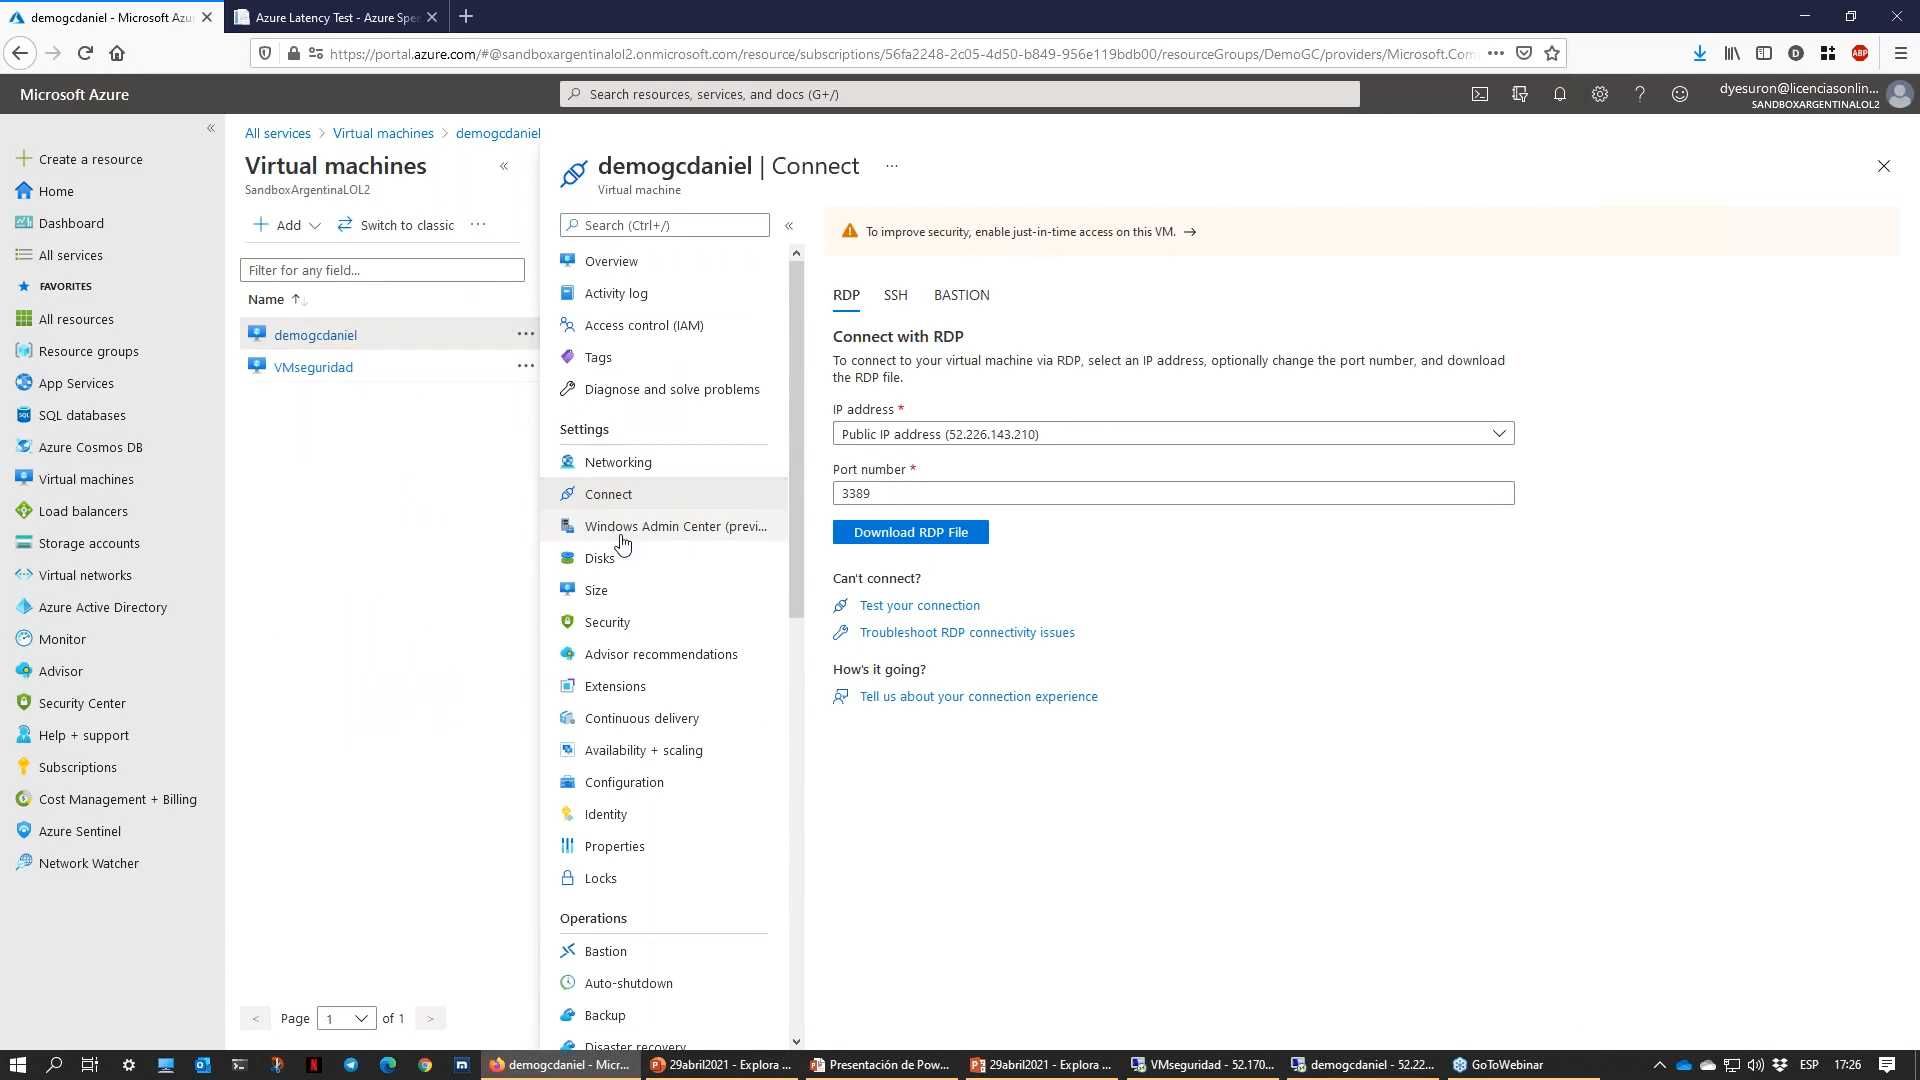 demogcdaniel - Microsoft Azu
Azure Latency Test - Azure Spe
https://portal.azure.com/#@sandboxargentinalol2.onmicrosoft.com/resource/subscriptions/56fa2248-2c05-4d50-b849-956e119bdb00/resourceGroups/DemoGC/providers/Microsoft.Com
ABP
Microsoft Azure
Search resources, services, and docs (G+/)
dyesuron@licenciasonlin...
SANDBOXARGENTINALOL2
Create a resource
Home
Dashboard
All services
FAVORITES
All resources
Resource groups
App Services
SQL databases
Azure Cosmos DB
Virtual machines
Load balancers
Storage accounts
Virtual networks
Azure Active Directory
Monitor
Advisor
Security Center
Help + support
Subscriptions
Cost Management + Billing
Azure Sentinel
Network Watcher
All services > Virtual machines > demogcdaniel
Virtual machines
SandboxArgentinaLOL2
Add
Switch to classic
Filter for any field...
Name
demogcdaniel
VMseguridad
< Page 1 of 1 >
demogcdaniel | Connect
Virtual machine
Search (Ctrl+/)
Overview
Activity log
Access control (IAM)
Tags
Diagnose and solve problems
Settings
Networking
Connect
Windows Admin Center (previ...
Disks
Size
Security
Advisor recommendations
Extensions
Continuous delivery
Availability + scaling
Configuration
Identity
Properties
Locks
Operations
Bastion
Auto-shutdown
Backup
Disaster recovery
To improve security, enable just-in-time access on this VM. →
RDP SSH BASTION
Connect with RDP
To connect to your virtual machine via RDP, select an IP address, optionally change the port number, and download
the RDP file.
IP address *
Public IP address (52.226.143.210)
Port number *
3389
Download RDP File
Can't connect?
Test your connection
Troubleshoot RDP connectivity issues
How's it going?
Tell us about your connection experience
demogcdaniel - Micr...
29abril2021 - Explora ...
Presentación de Pow...
29abril2021 - Explora ...
VMseguridad - 52.170...
demogcdaniel - 52.22...
GoToWebinar
ESP
17:26